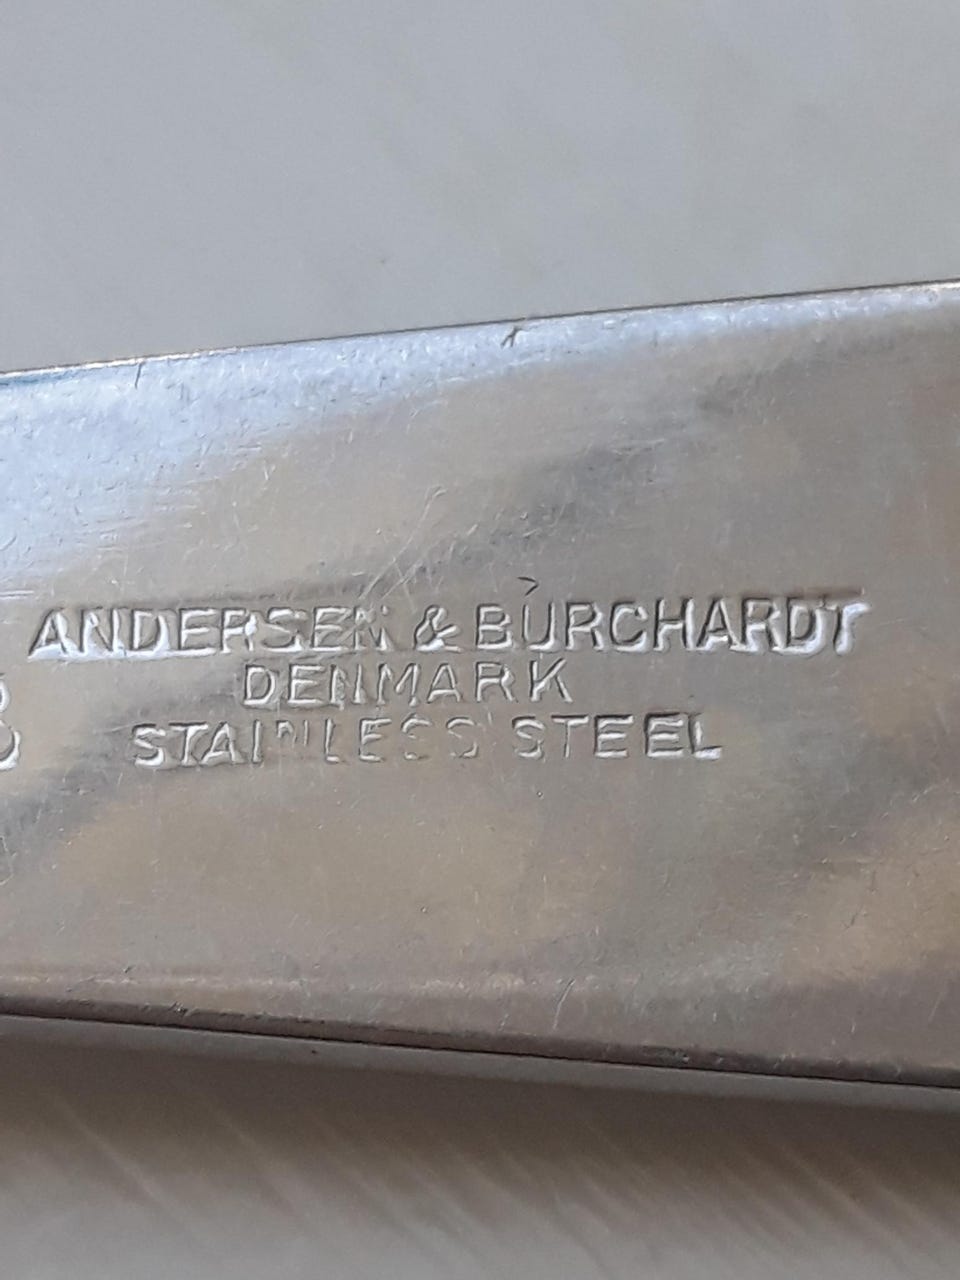 ANDERSEN & BURCHARDT
DENMARK
STAINLESS STEEL